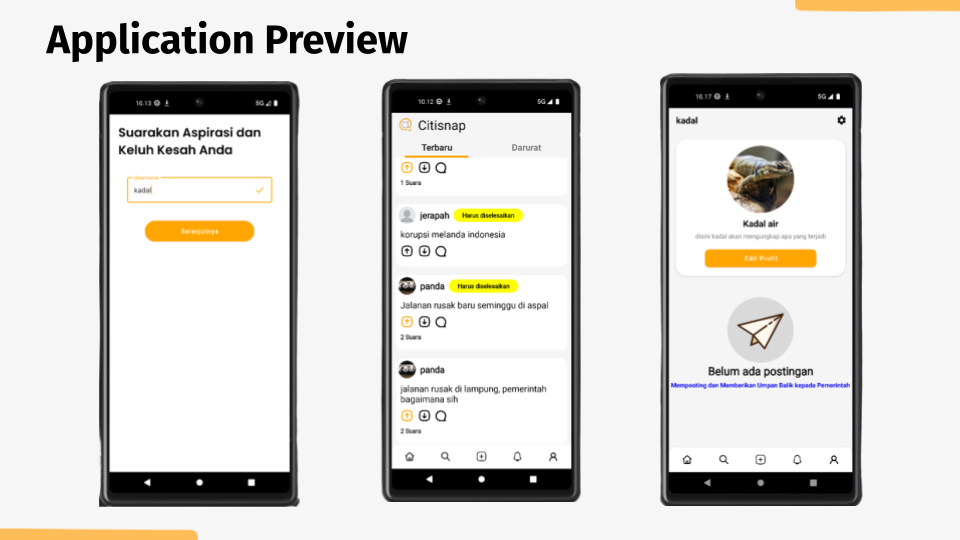 Application Preview
10.13
5G
Suarakan Aspirasi dan
Keluh Kesah Anda
Username
kadal
Selanjutnya
10.12
5G
Citisnap
Terbaru
Darurat
1 Suara
jerapah
Harus diselesaikan
korupsi melanda indonesia
panda
Harus diselesaikan
Jalanan rusak baru seminggu di aspal
2 Suara
panda
jalanan rusak di lampung, pemerintah
bagaimana sih
2 Suara
10.17
5G
kadal
Kadal air
disini kadal akan mengungkap apa yang terjadi
Edit Profil
Belum ada postingan
Memposting dan Memberikan Umpan Balik kepada Pemerintah